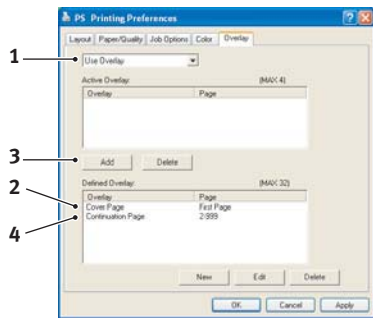 PS Printing Preferences
Layout Paper/Quality Job Options Color Overlay
1
Use Overlay
Active Overlay: (MAX 4)
Overlay Page
3
Add Delete
Defined Overlay: (MAX 32)
2
Overlay Page
Cover Page First Page
4
Continuation Page 2-999
New Edit Delete
OK Cancel Apply